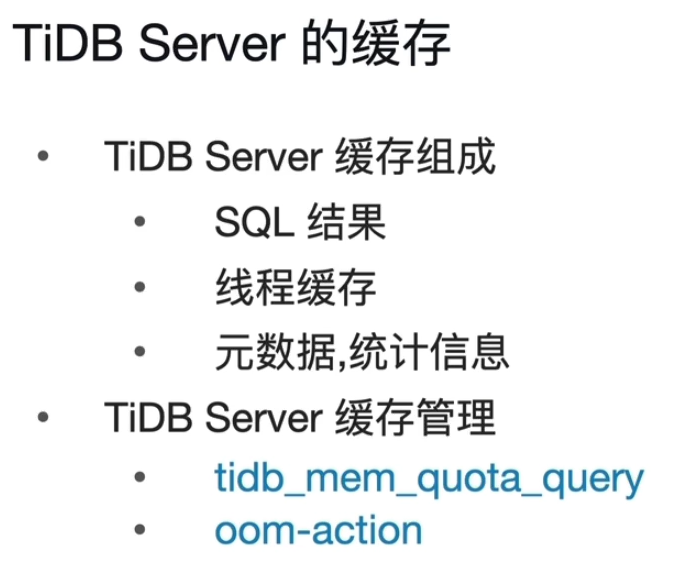 TiDB Server 的缓存
• TiDB Server 缓存组成
• SQL 结果
• 线程缓存
• 元数据,统计信息
• TiDB Server 缓存管理
• tidb_mem_quota_query
• oom-action